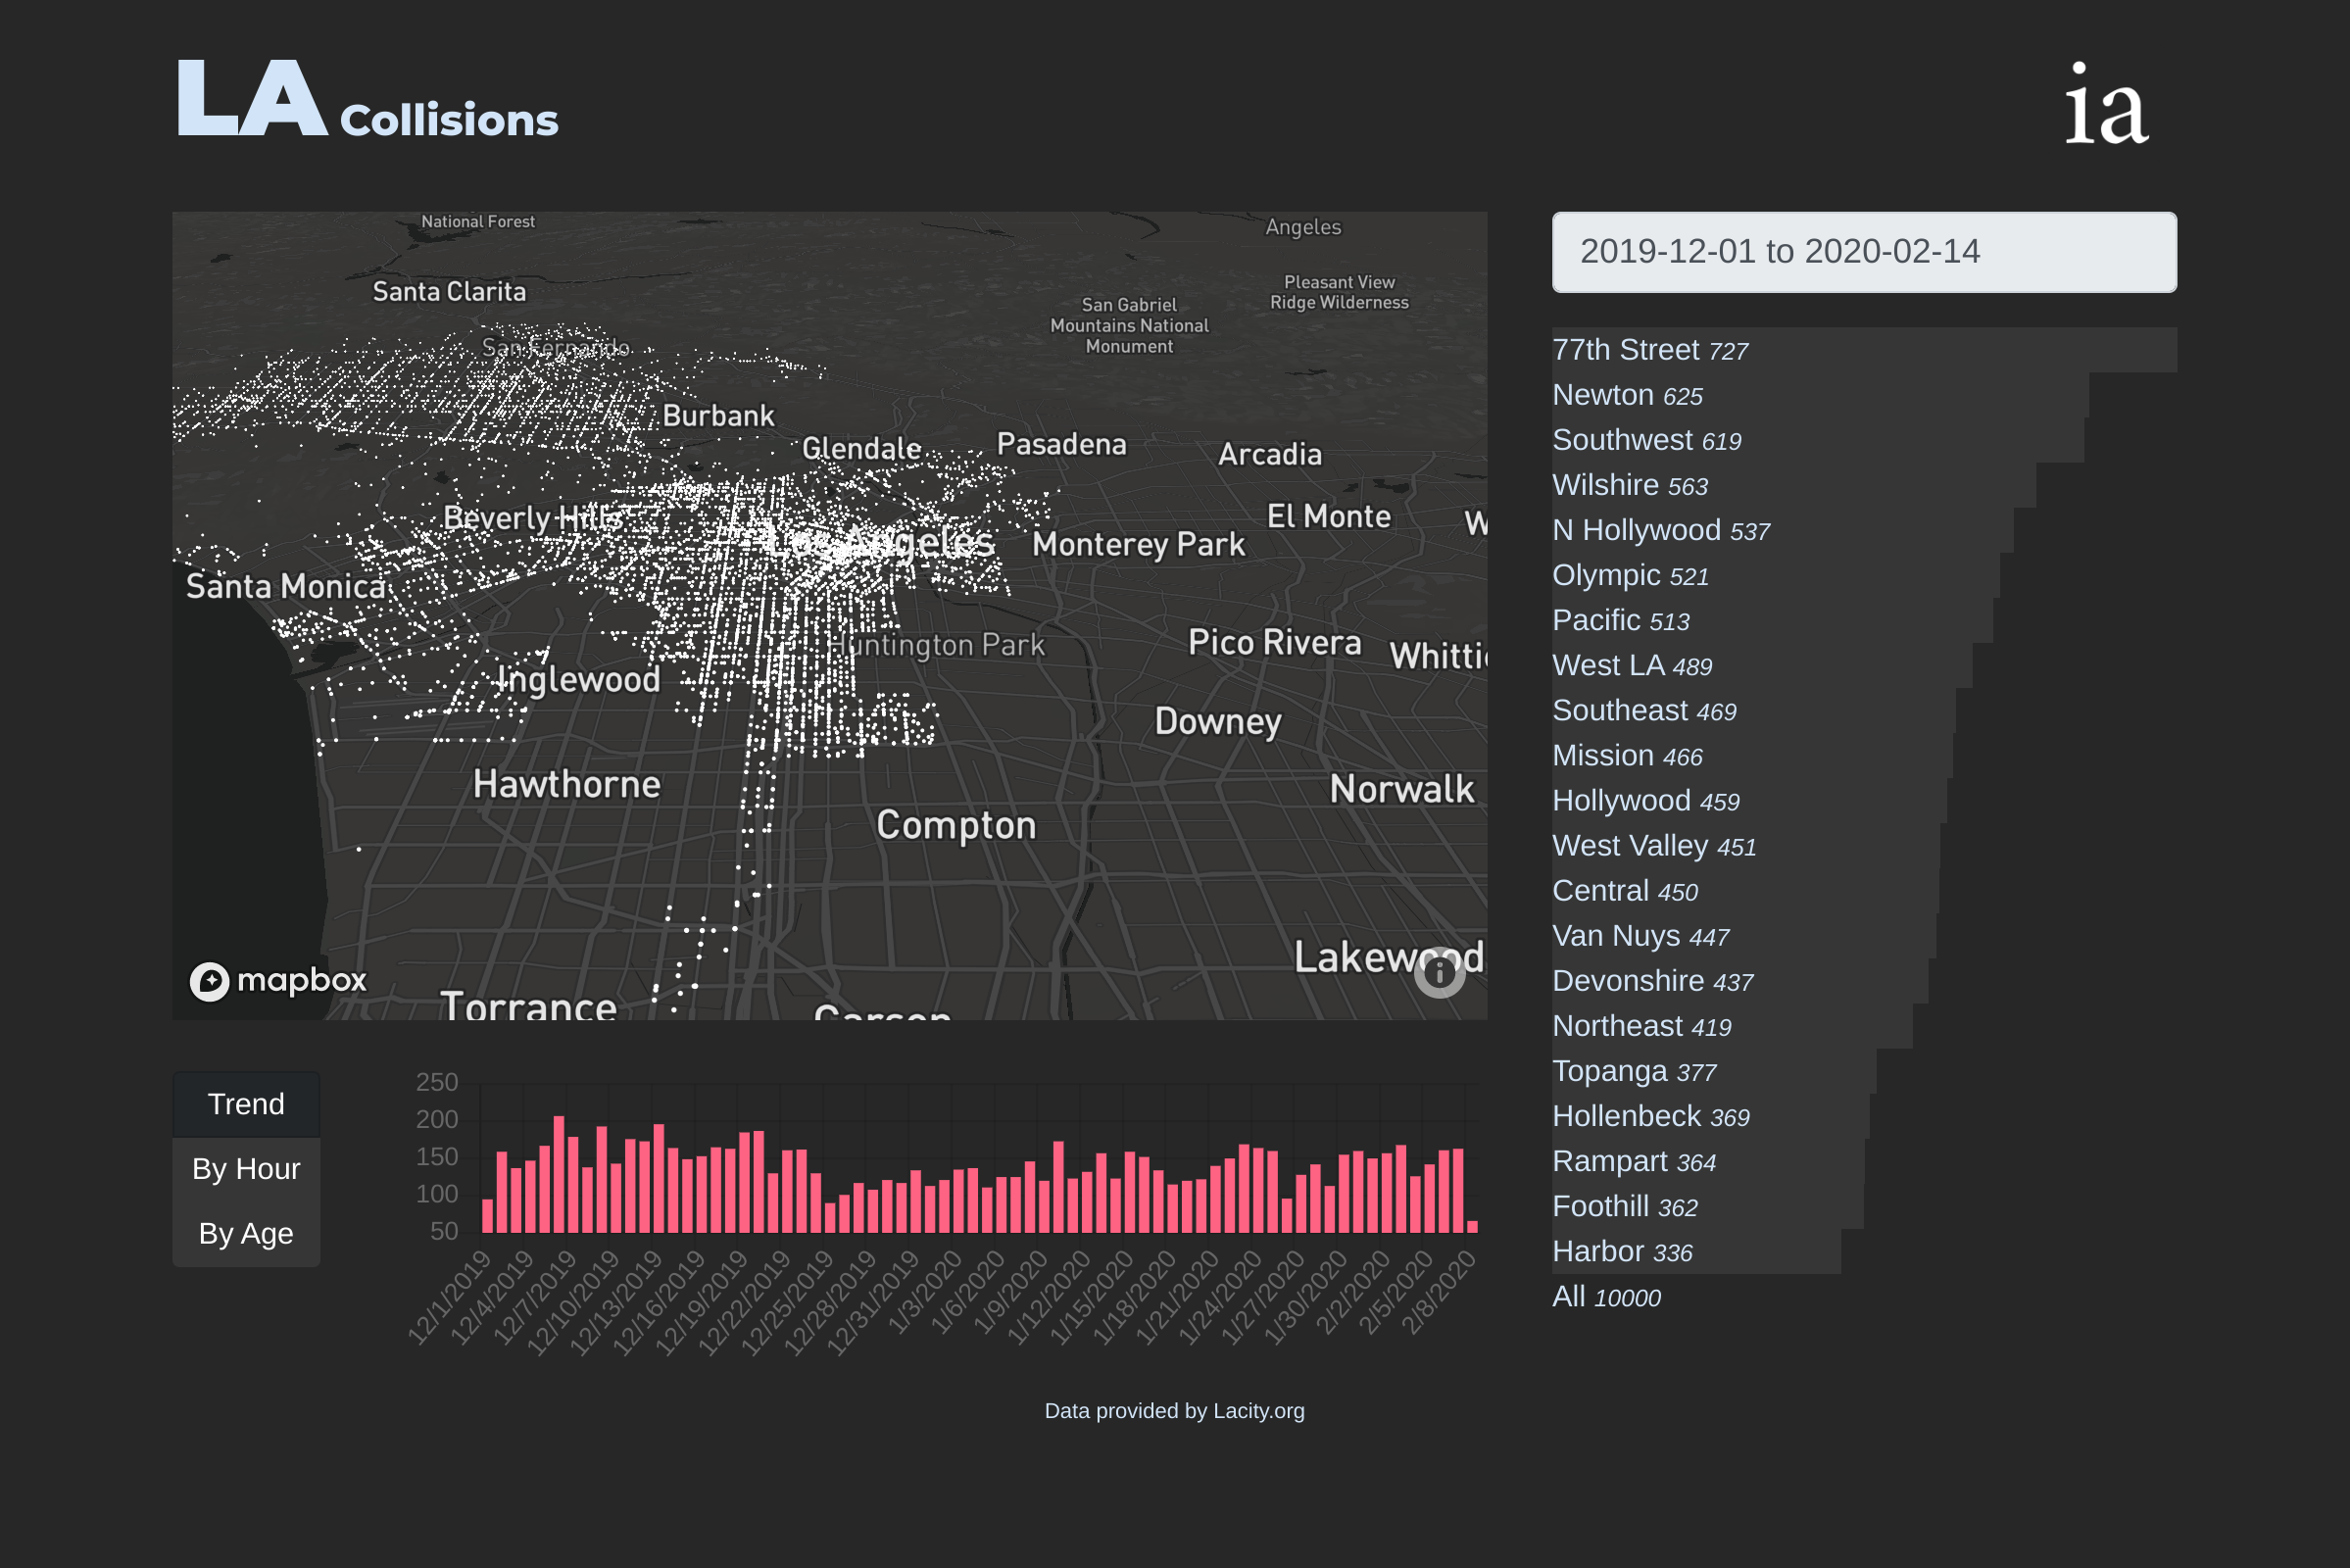 LA Collisions
ia
National Forest
Angeles
Santa Clarita
Pleasant View
Ridge Wilderness
San Gabriel
Mountains National
Monument
San Fernando
Burbank
Glendale
Pasadena
Arcadia
Beverly Hills
Los Angeles
El Monte
W
Monterey Park
Santa Monica
Huntington Park
Pico Rivera
Whittie
Inglewood
Downey
Hawthorne
Norwalk
Compton
Lakewood
mapbox
Torrance
Carson
2019-12-01 to 2020-02-14
77th Street 727
Newton 625
Southwest 619
Wilshire 563
N Hollywood 537
Olympic 521
Pacific 513
West LA 489
Southeast 469
Mission 466
Hollywood 459
West Valley 451
Central 450
Van Nuys 447
Devonshire 437
Northeast 419
Topanga 377
Hollenbeck 369
Rampart 364
Foothill 362
Harbor 336
All 10000
Trend
By Hour
By Age
250
200
150
100
50
12/1/2019
12/4/2019
12/7/2019
12/10/2019
12/13/2019
12/16/2019
12/19/2019
12/22/2019
12/25/2019
12/28/2019
12/31/2019
1/3/2020
1/6/2020
1/9/2020
1/12/2020
1/15/2020
1/18/2020
1/21/2020
1/24/2020
1/27/2020
1/30/2020
2/2/2020
2/5/2020
2/8/2020
Data provided by Lacity.org